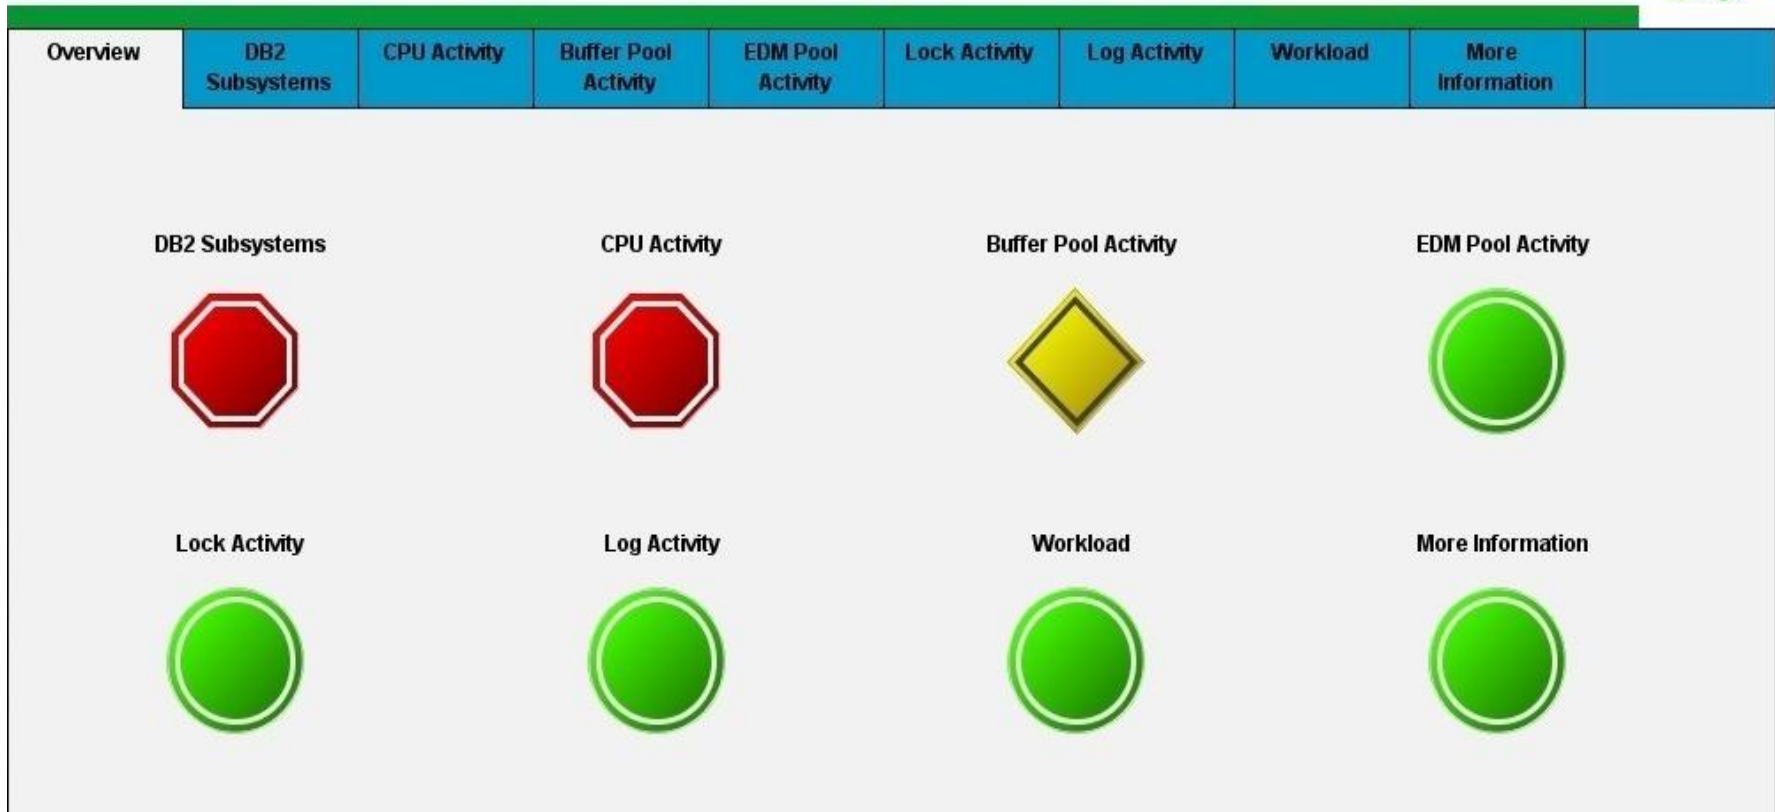 Overview
DB2
Subsystems
CPU Activity
Buffer Pool
Activity
EDM Pool
Activity
Lock Activity
Log Activity
Workload
More
Information
DB2 Subsystems
CPU Activity
Buffer Pool Activity
EDM Pool Activity
Lock Activity
Log Activity
Workload
More Information